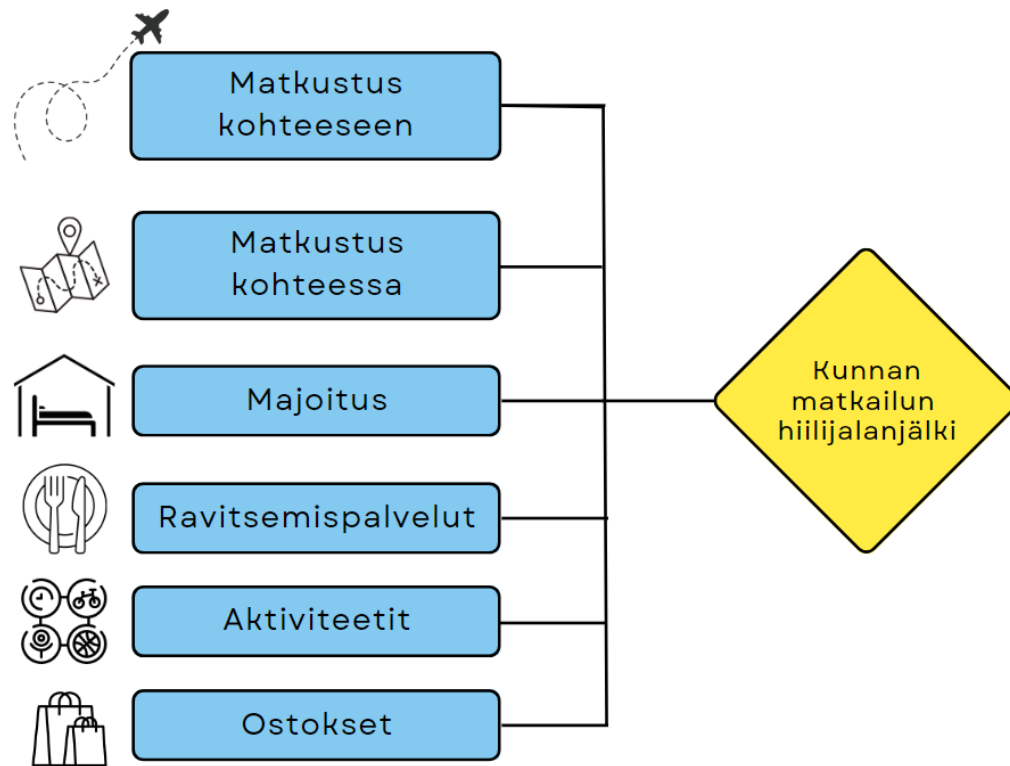 Matkustus
kohteeseen
Matkustus
kohteessa
Majoitus
Ravitsemispalvelut
Aktiviteetit
Ostokset
Kunnan
matkailun
hiilijalanjälki